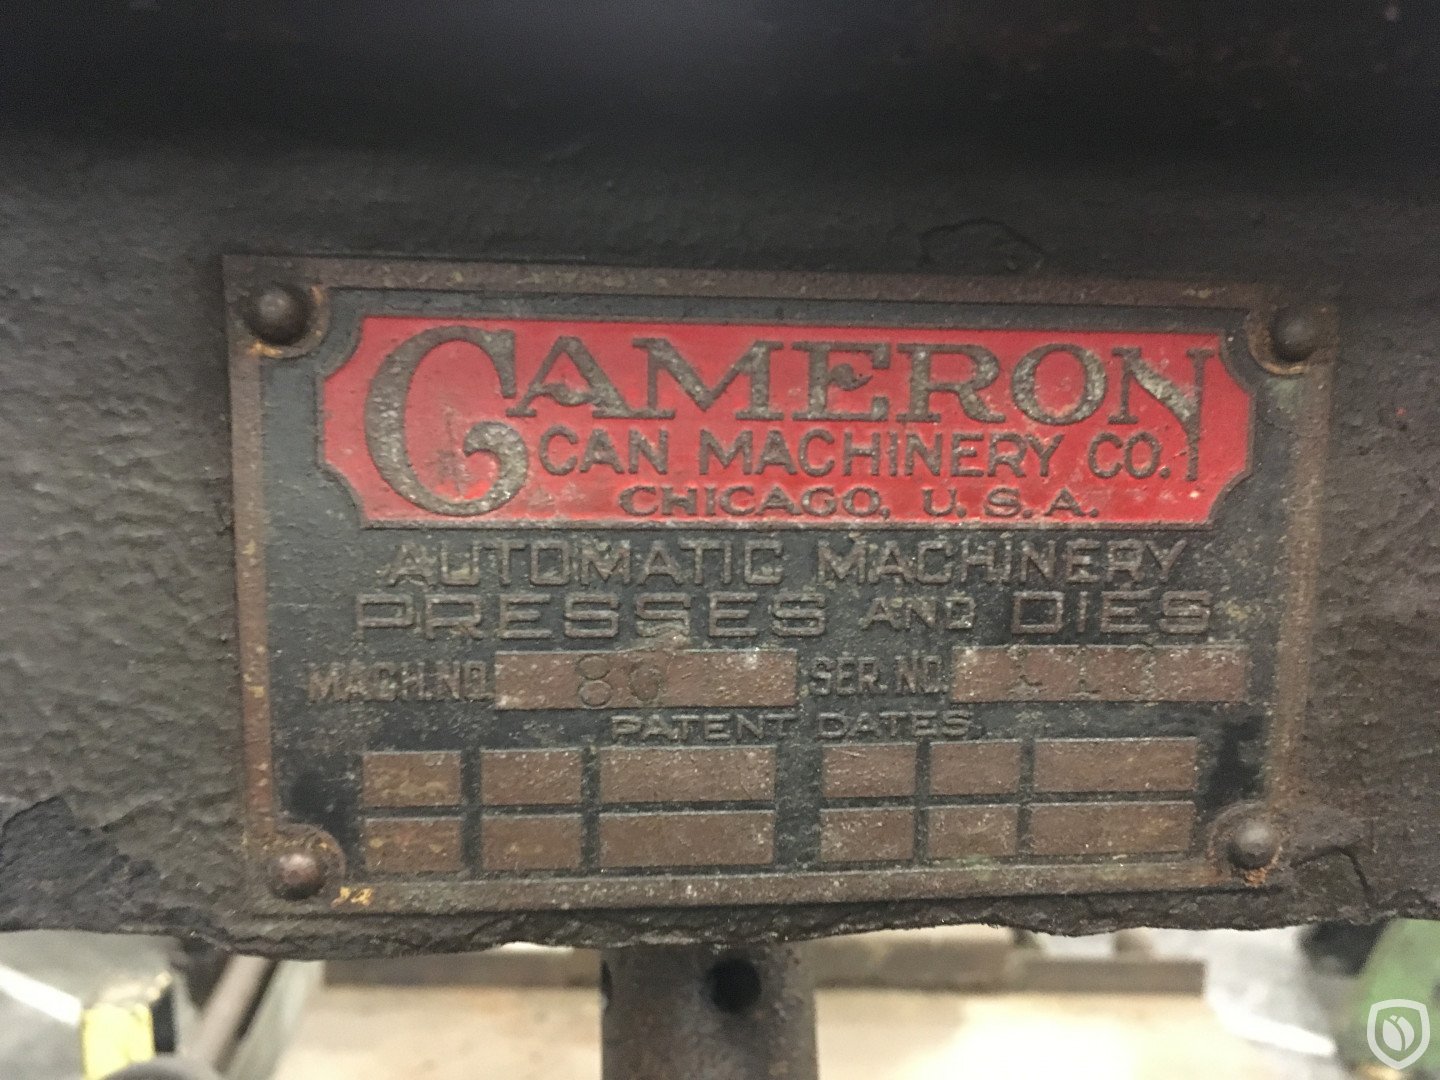 CAMERON
CAN MACHINERY CO.
CHICAGO, U.S.A.
AUTOMATIC MACHINERY
PRESSES AND DIES
MACH. NO. SER. NO.
PATENT DATES